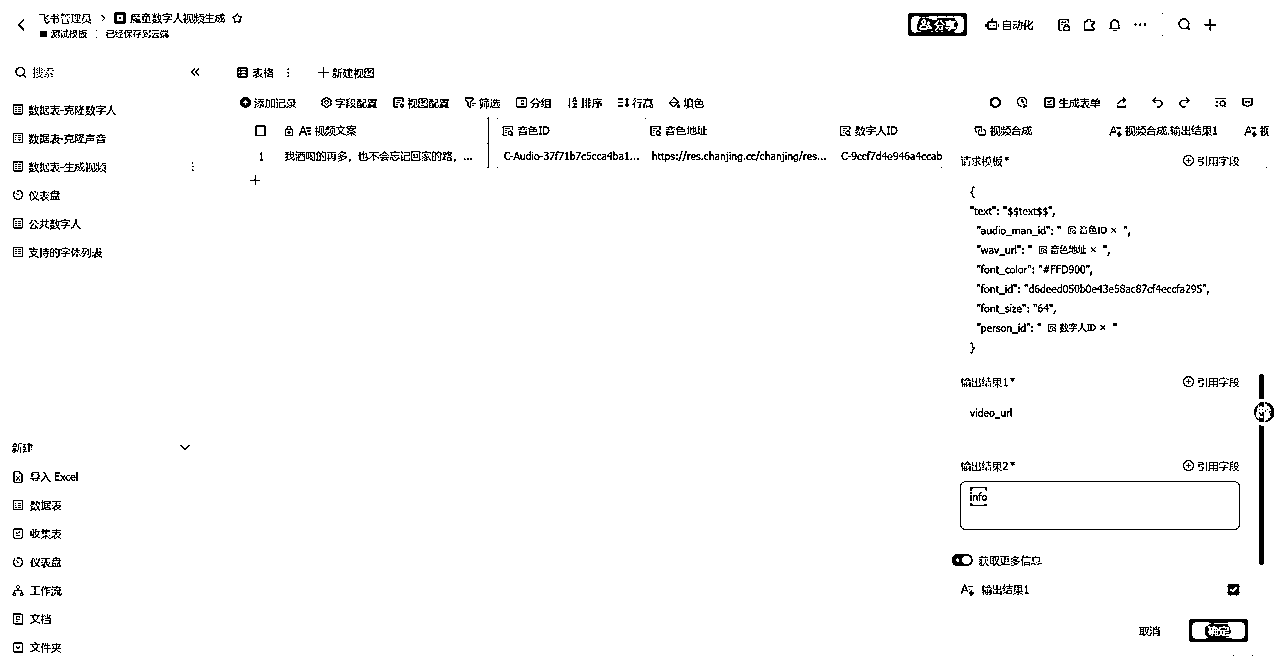 飞书管理员 > 魔童数字人视频生成
测试模板 | 已经保存到云端
分享
自动化
搜索
表格
新建视图
数据表-克隆数字人
数据表-克隆声音
数据表-生成视频
仪表盘
公共数字人
支持的字体列表
添加记录 字段配置 视图配置 筛选 分组 排序 行高 填色
生成表单
视频文案 音色ID 音色地址 数字人ID 视频合成 视频合成.输出结果1
1 我酒喝的再多，也不会忘记回家的路，... C-Audio-37f71b7c5cca4ba1... https://res.chanjing.cc/chanjing/res... C-9ccf7d4e946a4ccab
请求模板* 引用字段
{
"text": "$$text$$",
"audio_man_id": " 音色ID × ",
"wav_url": " 音色地址 × ",
"font_color": "#FFD900",
"font_id": "d6deed050b0e43e58ac87cf4eccfa295",
"font_size": "64",
"person_id": " 数字人ID × "
}
输出结果1* 引用字段
video_url
输出结果2* 引用字段
info
获取更多信息
输出结果1
取消 确定
新建
导入 Excel
数据表
收集表
仪表盘
工作流
文档
文件夹